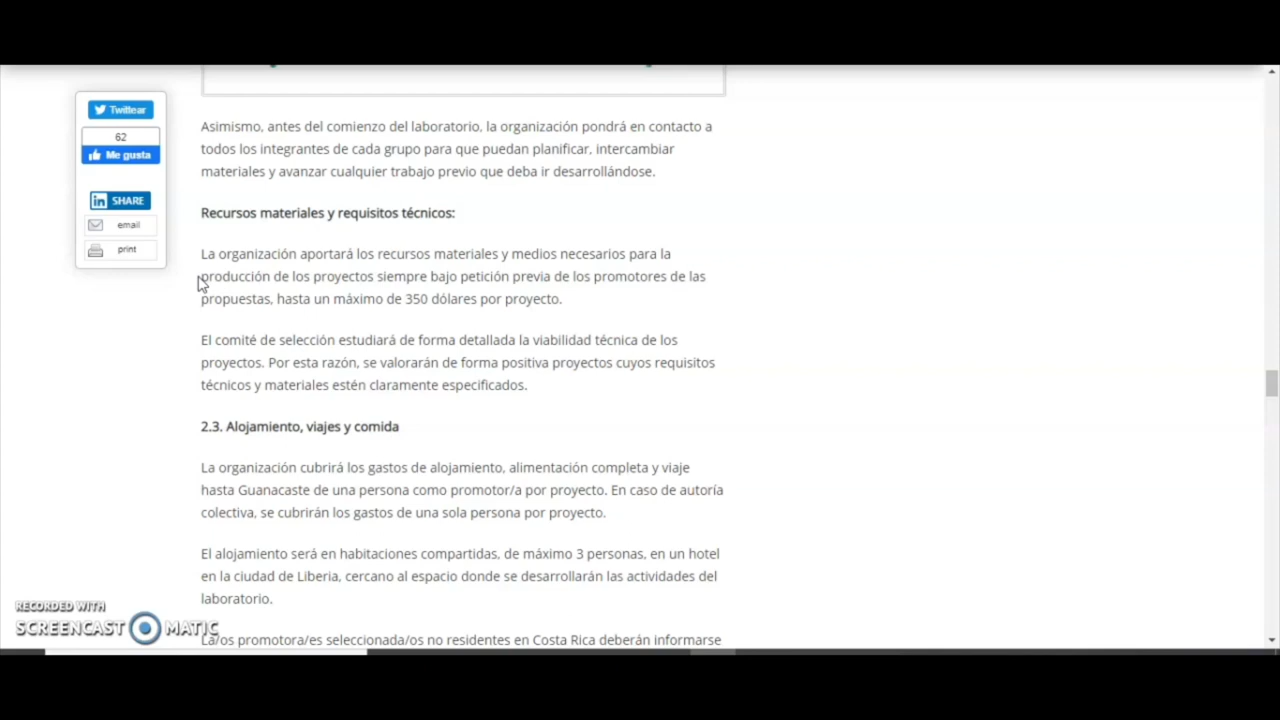 Twittear
62
Me gusta
SHARE
email
print
Asimismo, antes del comienzo del laboratorio, la organización pondrá en contacto a
todos los integrantes de cada grupo para que puedan planificar, intercambiar
materiales y avanzar cualquier trabajo previo que deba ir desarrollándose.
Recursos materiales y requisitos técnicos:
La organización aportará los recursos materiales y medios necesarios para la
producción de los proyectos siempre bajo petición previa de los promotores de las
propuestas, hasta un máximo de 350 dólares por proyecto.
El comité de selección estudiará de forma detallada la viabilidad técnica de los
proyectos. Por esta razón, se valorarán de forma positiva proyectos cuyos requisitos
técnicos y materiales estén claramente especificados.
2.3. Alojamiento, viajes y comida
La organización cubrirá los gastos de alojamiento, alimentación completa y viaje
hasta Guanacaste de una persona como promotor/a por proyecto. En caso de autoría
colectiva, se cubrirán los gastos de una sola persona por proyecto.
El alojamiento será en habitaciones compartidas, de máximo 3 personas, en un hotel
en la ciudad de Liberia, cercano al espacio donde se desarrollarán las actividades del
laboratorio.
La/os promotora/es seleccionada/os no residentes en Costa Rica deberán informarse
RECORDED WITH
SCREENCAST MATIC